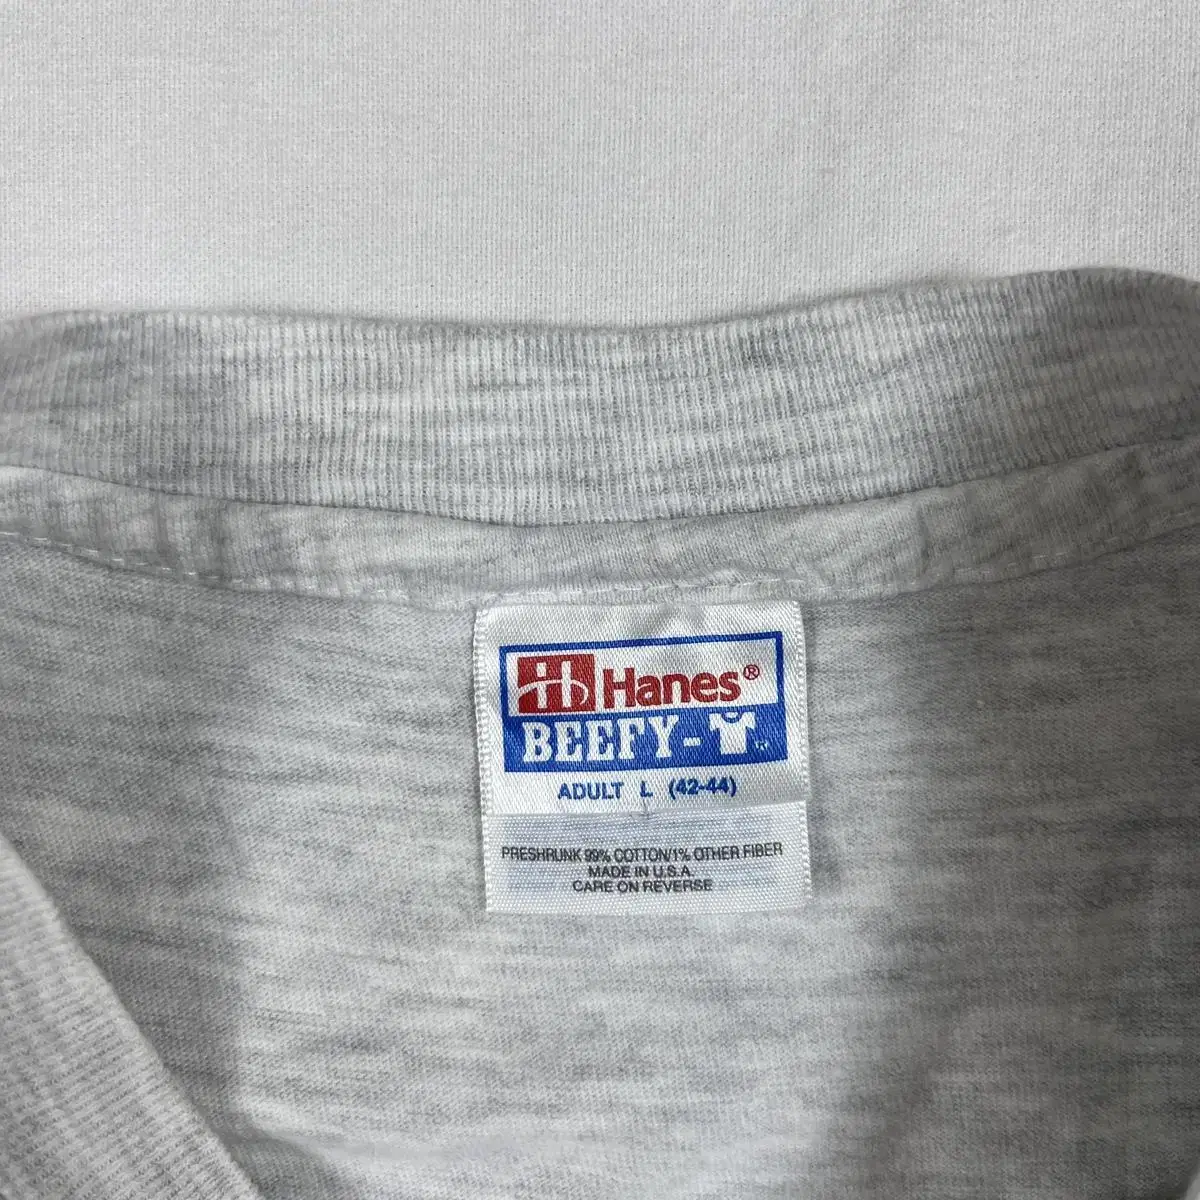 Hanes®
BEEFY-
ADULT L (42-44)
PRESHRUNK 99% COTTON/1% OTHER FIBER
MADE IN U.S.A.
CARE ON REVERSE